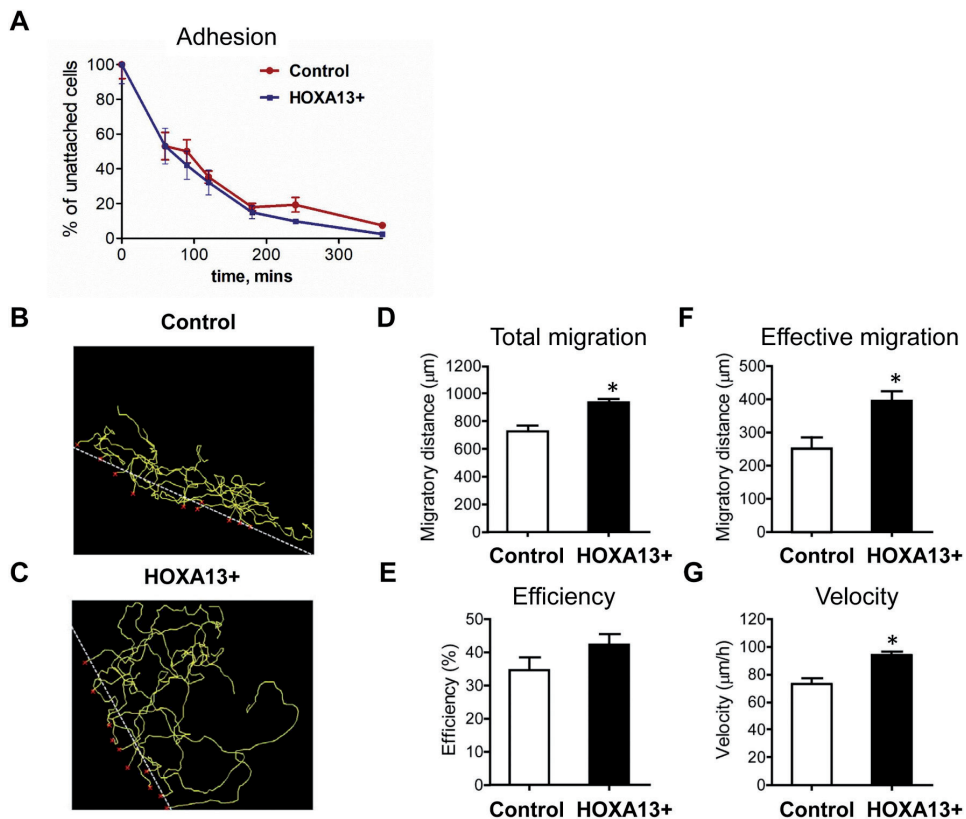 A
Adhesion
100
80
60
40
20
0
% of unattached cells
0 100 200 300
time, mins
Control
HOXA13+
B
Control
C
HOXA13+
D
Total migration
1200
1000
800
600
400
200
0
Migratory distance (μm)
*
Control HOXA13+
F
Effective migration
500
400
300
200
100
0
Migratory distance (μm)
*
Control HOXA13+
E
Efficiency
50
40
30
20
10
0
Efficiency (%)
Control HOXA13+
G
Velocity
120
100
80
60
40
20
0
Velocity (μm/h)
*
Control HOXA13+